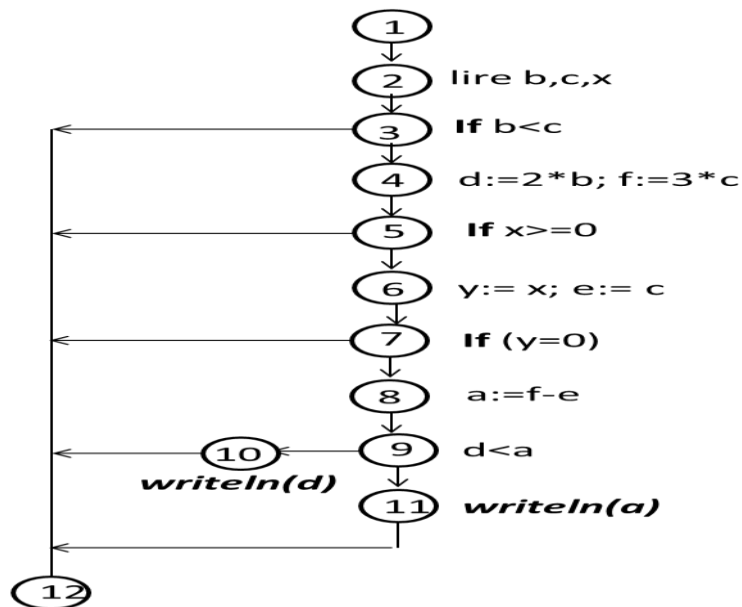 1
2 lire b,c,x
3 If b<c
4 d:=2*b; f:=3*c
5 If x>=0
6 y:= x; e:= c
7 If (y=0)
8 a:=f-e
10 9 d<a
writeln(d)
11 writeln(a)
12